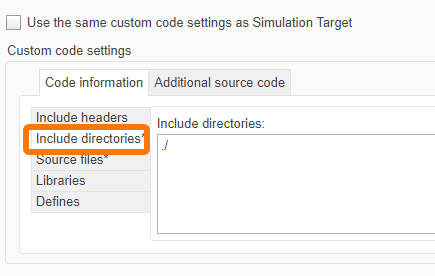 Use the same custom code settings as Simulation Target
Custom code settings
Code information
Additional source code
Include headers
Include directories*
Source files*
Libraries
Defines
Include directories:
./